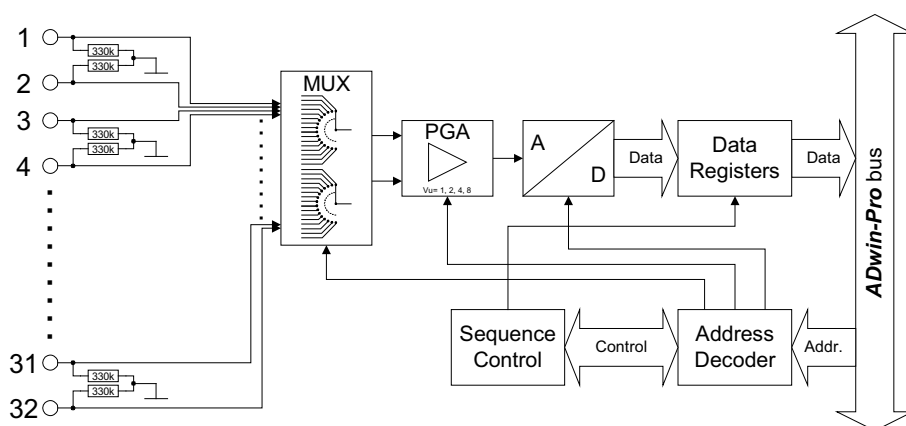 1
330k
330k
2
3
330k
330k
4
31
330k
330k
32
MUX
PGA
Vu= 1, 2, 4, 8
A
D
Data
Data
Registers
Data
ADwin-Pro bus
Sequence
Control
Control
Address
Decoder
Addr.